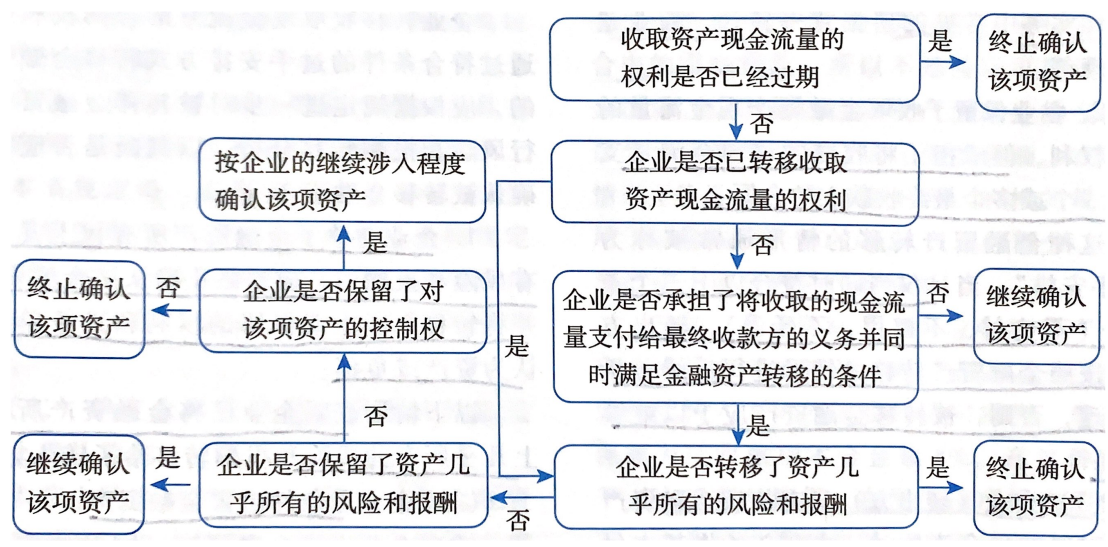 收取资产现金流量的
权利是否已经过期
是
终止确认
该项资产
否
企业是否已转移收取
资产现金流量的权利
是
否
企业是否承担了将收取的现金流
量支付给最终收款方的义务并同
时满足金融资产转移的条件
否
继续确认
该项资产
是
企业是否转移了资产几
乎所有的风险和报酬
是
终止确认
该项资产
否
企业是否保留了资产几
乎所有的风险和报酬
是
继续确认
该项资产
否
企业是否保留了对
该项资产的控制权
否
终止确认
该项资产
是
按企业的继续涉入程度
确认该项资产